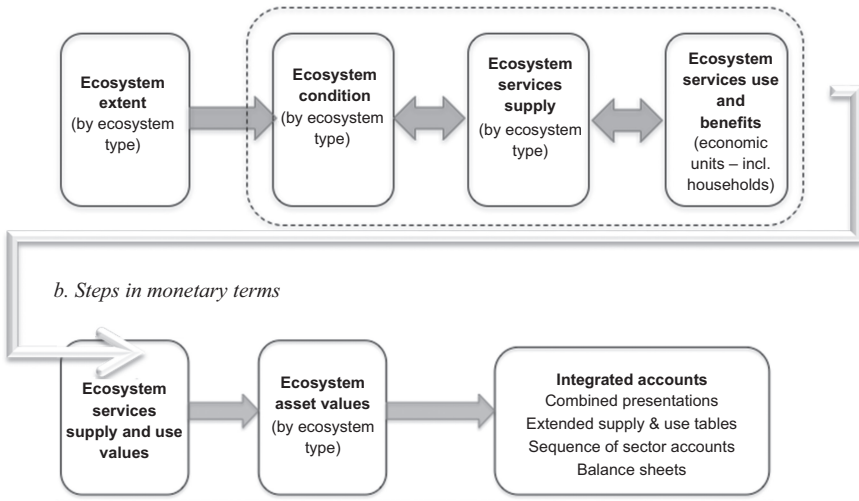 Ecosystem
extent
(by ecosystem
type)
Ecosystem
condition
(by ecosystem
type)
Ecosystem
services
supply
(by ecosystem
type)
Ecosystem
services use
and
benefits
(economic
units – incl.
households)
b. Steps in monetary terms
Ecosystem
services
supply and use
values
Ecosystem
asset values
(by ecosystem
type)
Integrated accounts
Combined presentations
Extended supply & use tables
Sequence of sector accounts
Balance sheets